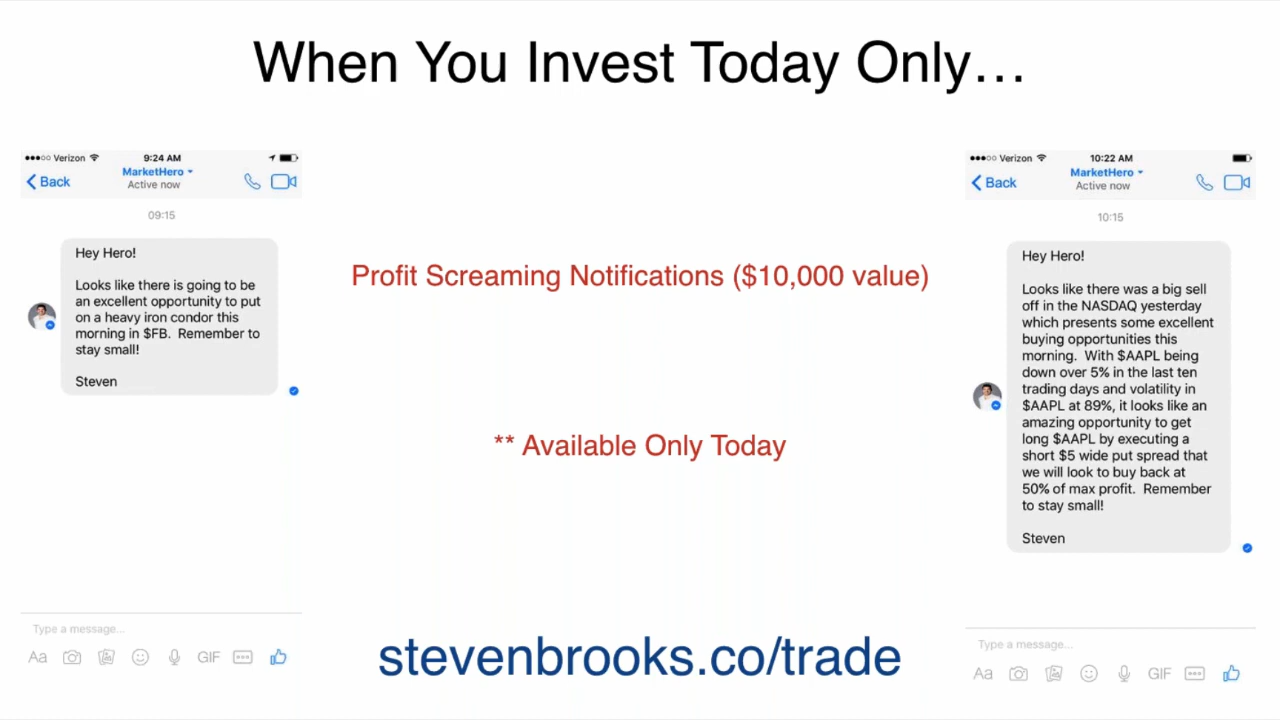 When You Invest Today Only…
●●●○○ Verizon 9:24 AM
Back
MarketHero
Active now
09:15
Hey Hero!
Looks like there is going to be
an excellent opportunity to put
on a heavy iron condor this
morning in $FB. Remember to
stay small!
Steven
Type a message...
Aa
GIF
Profit Screaming Notifications ($10,000 value)
** Available Only Today
stevenbrooks.co/trade
●●●○○ Verizon 10:22 AM
Back
MarketHero
Active now
10:15
Hey Hero!
Looks like there was a big sell
off in the NASDAQ yesterday
which presents some excellent
buying opportunities this
morning. With $AAPL being
down over 5% in the last ten
trading days and volatility in
$AAPL at 89%, it looks like an
amazing opportunity to get
long $AAPL by executing a
short $5 wide put spread that
we will look to buy back at
50% of max profit. Remember
to stay small!
Steven
Type a message...
Aa
GIF